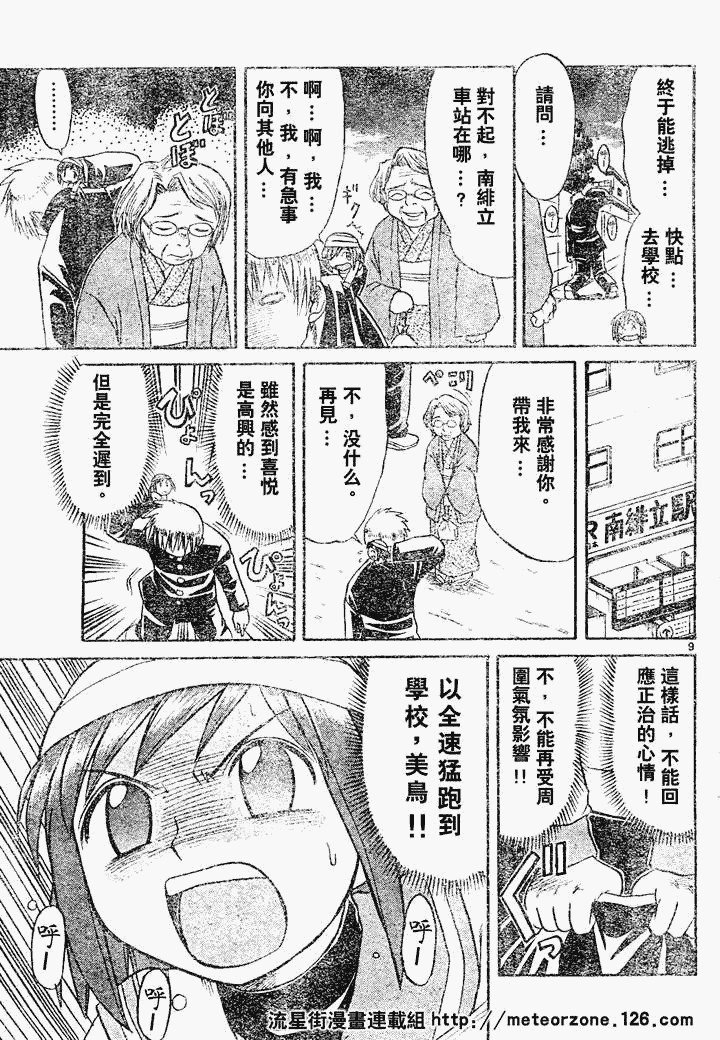 終于能逃掉…
快點…
去學校…
請問…
對不起，南緋立
車站在哪…?
ギクッ
啊…啊，我…
不，我，有急事
你向其他人…
とぼ
とぼ
……
南緋立駅
非常感謝你。
帶我來…
ぺこり
不，没什么。
再見…
雖然感到喜悦
是高興的…
但是完全遲到。
ぴょんっ
ぴょんっ
9
這樣話，不能回
應正治的心情！
不，不能再受周
圍氣氛影響!!
以全速猛跑到
學校，美鳥!!
呼ー
呼ー
呼ー
流星街漫畫連載組 http://meteorzone.126.com/